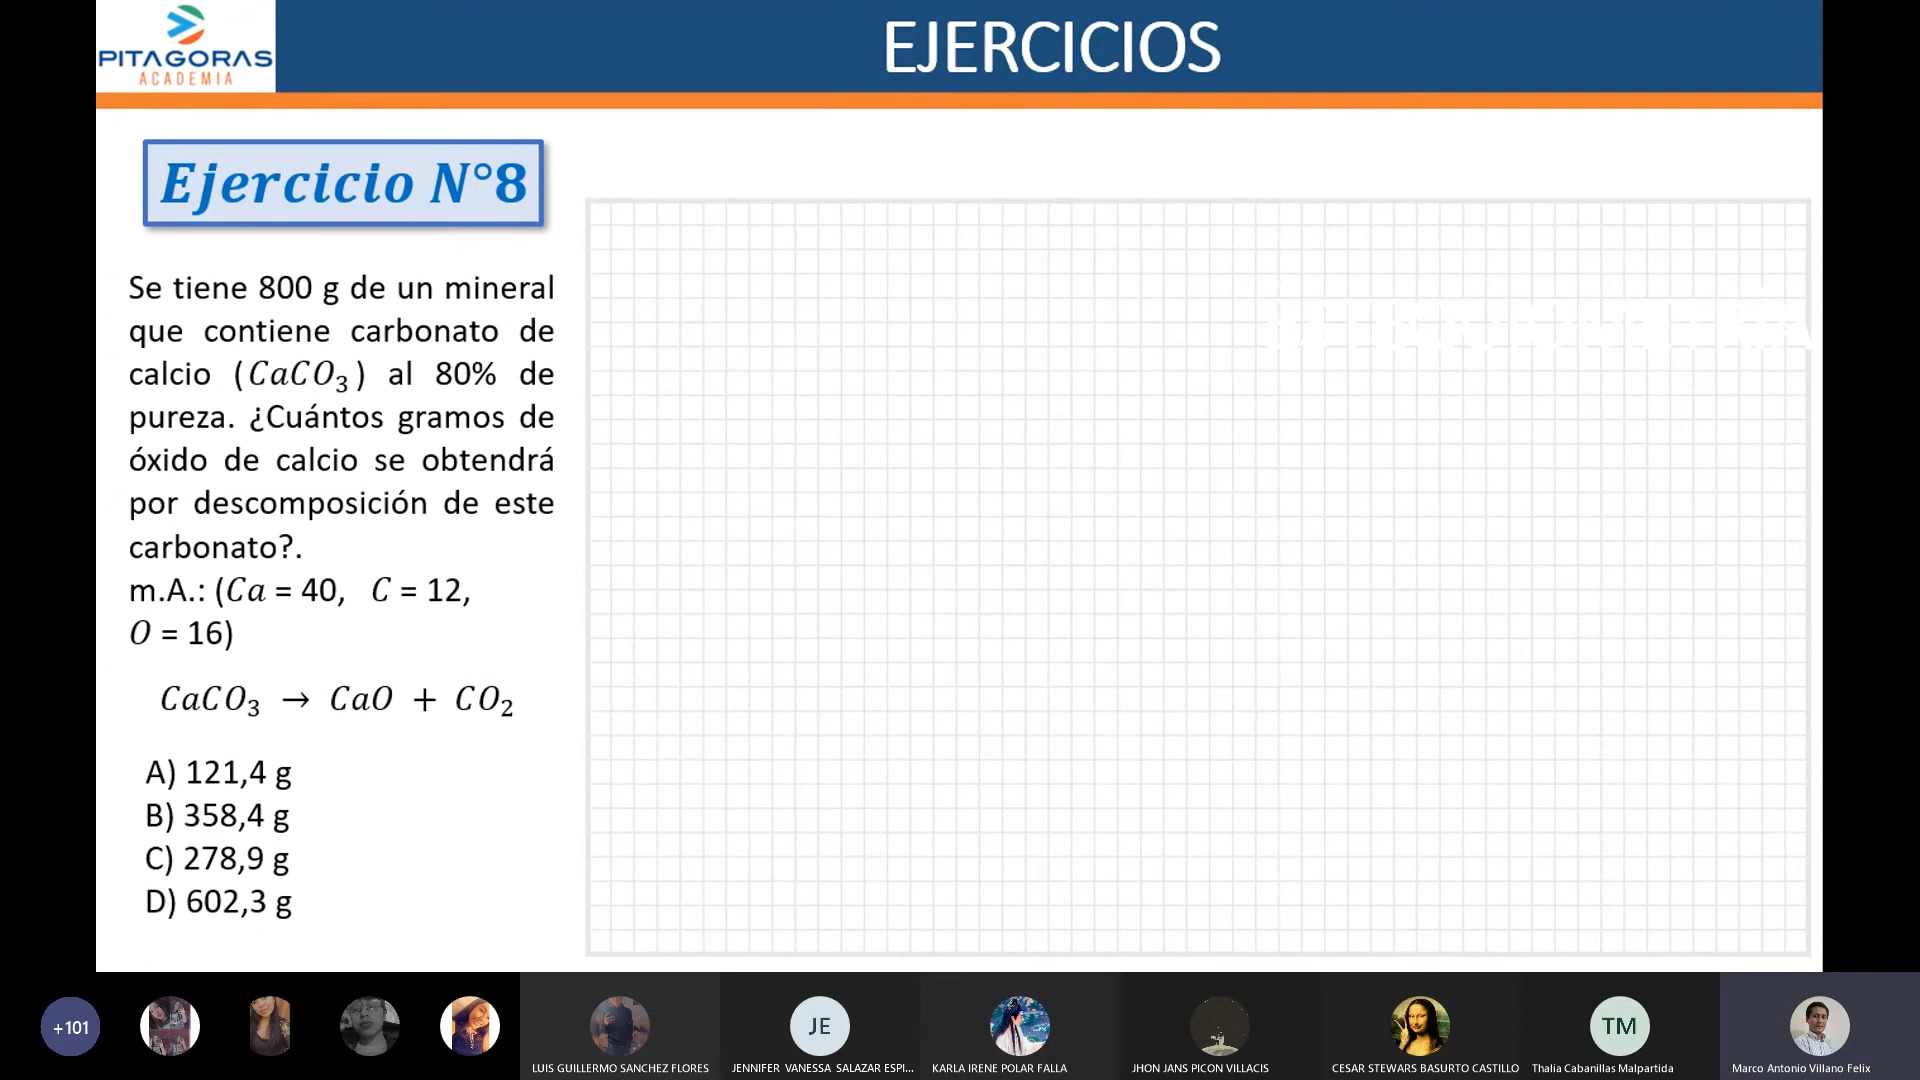 PITAGORAS
ACADEMIA
EJERCICIOS
Ejercicio N°8
Se tiene 800 g de un mineral
que contiene carbonato de
calcio (CaCO₃) al 80% de
pureza. ¿Cuántos gramos de
óxido de calcio se obtendrá
por descomposición de este
carbonato?.
m.A.: (Ca = 40, C = 12,
O = 16)
CaCO₃ → CaO + CO₂
A) 121,4 g
B) 358,4 g
C) 278,9 g
D) 602,3 g
+101
LUIS GUILLERMO SANCHEZ FLORES
JE
JENNIFER VANESSA SALAZAR ESPI...
KARLA IRENE POLAR FALLA
JHON JANS PICON VILLACIS
CESAR STEWARS BASURTO CASTILLO
TM
Thalia Cabanillas Malpartida
Marco Antonio Villano Felix